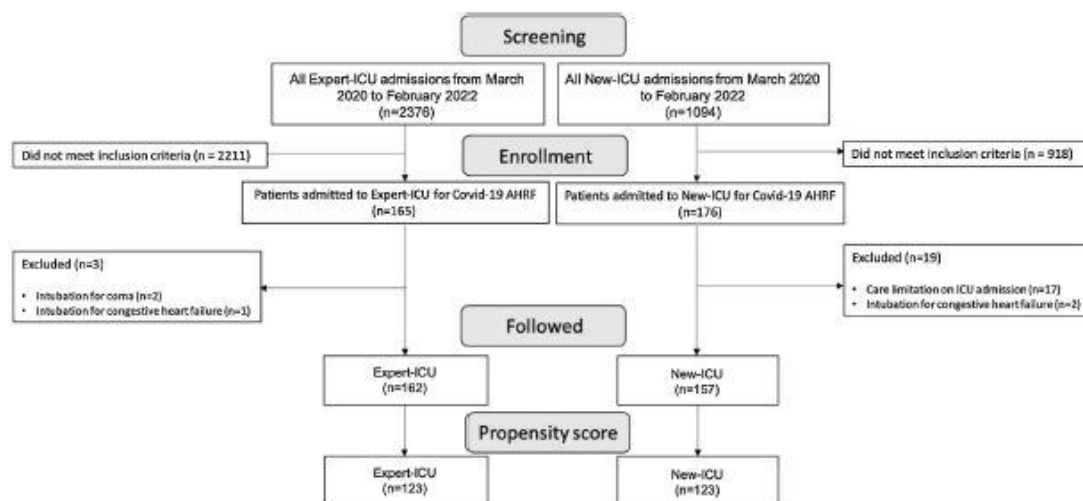 Screening
All Expert-ICU admissions from March
2020 to February 2022
(n=2376)
All New-ICU admissions from March 2020
to February 2022
(n=1094)
Did not meet inclusion criteria (n = 2211)
Enrollment
Did not meet inclusion criteria (n = 918)
Patients admitted to Expert-ICU for Covid-19 AHRF
(n=165)
Patients admitted to New-ICU for Covid-19 AHRF
(n=176)
Excluded (n=3)
• Intubation for coma (n=2)
• Intubation for congestive heart failure (n=1)
Excluded (n=19)
• Care limitation on ICU admission (n=17)
• Intubation for congestive heart failure (n=2)
Followed
Expert-ICU
(n=162)
New-ICU
(n=157)
Propensity score
Expert-ICU
(n=123)
New-ICU
(n=123)